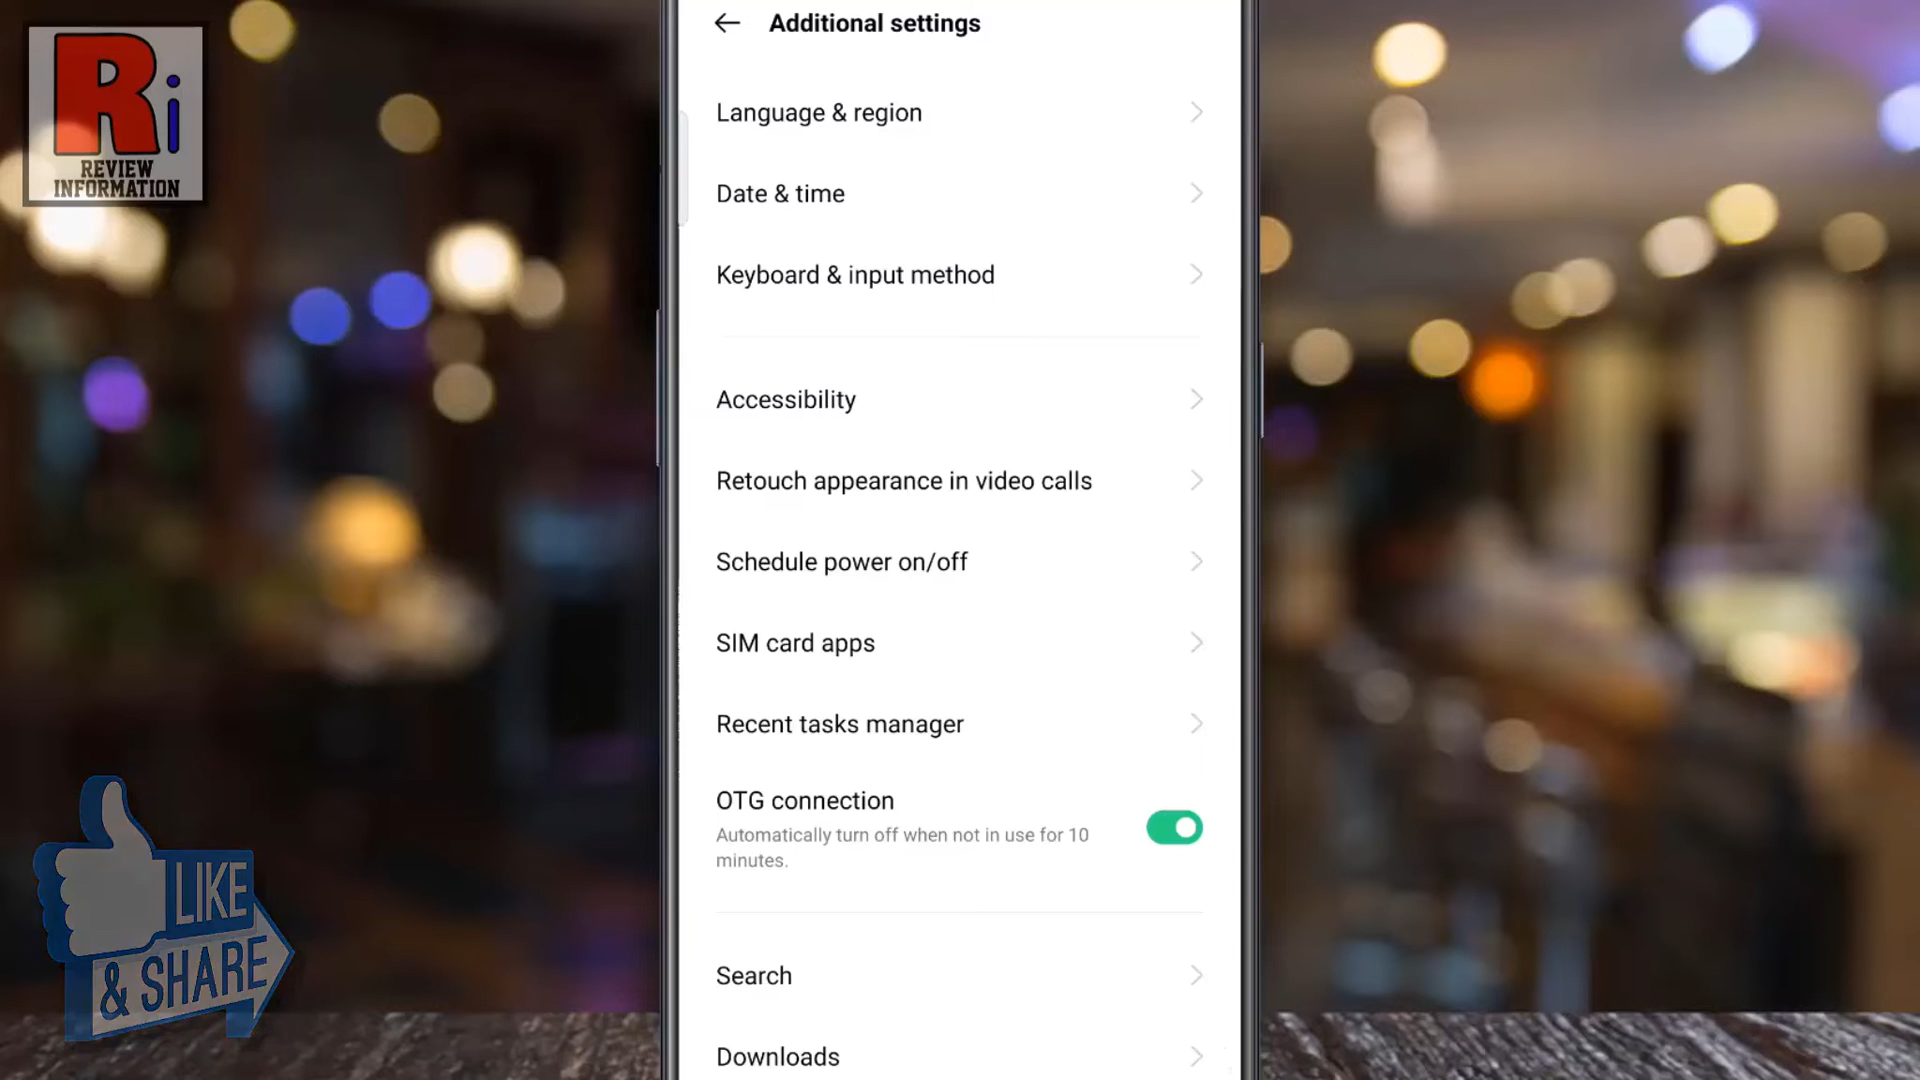 Ri
REVIEW
INFORMATION
Additional settings
Language & region
Date & time
Keyboard & input method
Accessibility
Retouch appearance in video calls
Schedule power on/off
SIM card apps
Recent tasks manager
OTG connection
Automatically turn off when not in use for 10
minutes.
Search
Downloads
LIKE
& SHARE